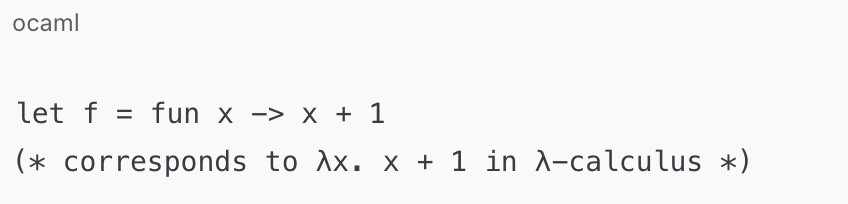 ocaml
let f = fun x -> x + 1
(* corresponds to λx. x + 1 in λ-calculus *)